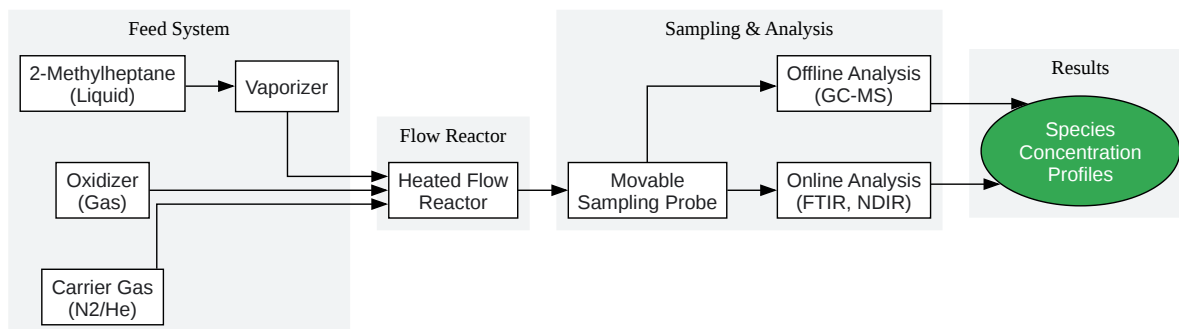 Feed System
2-Methylheptane
(Liquid)
Vaporizer
Oxidizer
(Gas)
Carrier Gas
(N2/He)
Flow Reactor
Heated Flow
Reactor
Sampling & Analysis
Movable
Sampling Probe
Offline Analysis
(GC-MS)
Online Analysis
(FTIR, NDIR)
Results
Species
Concentration
Profiles